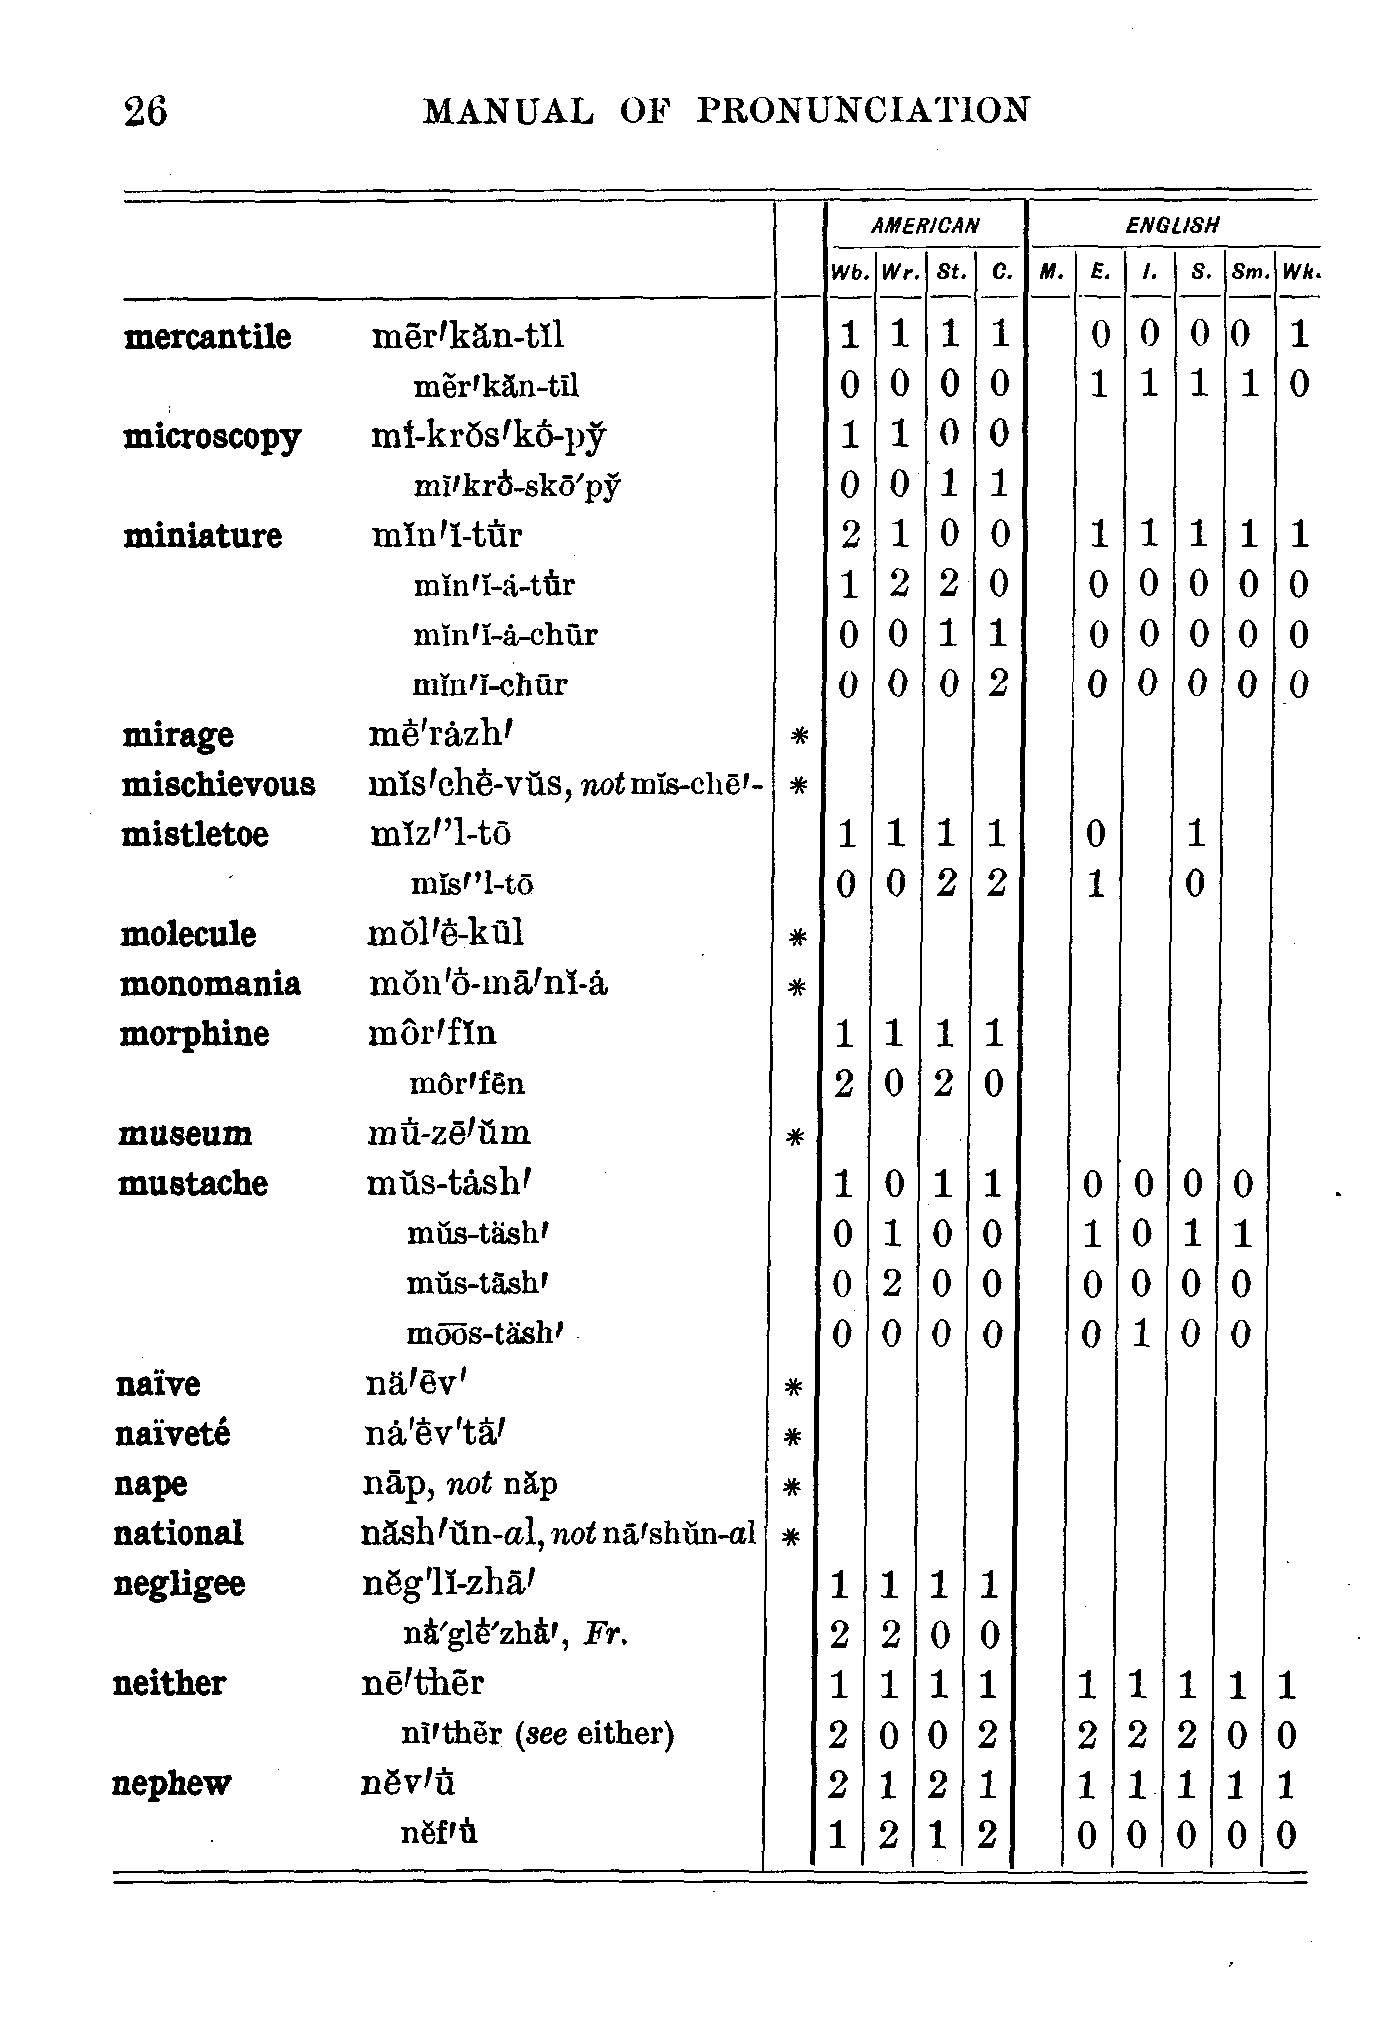 26 MANUAL OF PRONUNCIATION
AMERICAN ENGLISH
Wb. Wr. St. C. M. E. I. S. Sm. Wk.
mercantile mẽr′kăn-tĭl 1 1 1 1 0 0 0 0 1
mẽr′kăn-tīl 0 0 0 0 1 1 1 1 0
microscopy mī̇-krŏs′kō̇-pў 1 1 0 0
mī′krō̇-skō′pў 0 0 1 1
miniature mĭn′ĭ-tū̇r 2 1 0 0 1 1 1 1 1
mĭn′ĭ-ȧ-tū̇r 1 2 2 0 0 0 0 0 0
mĭn′ĭ-ȧ-chūr 0 0 1 1 0 0 0 0 0
mĭn′ĭ-chūr 0 0 0 2 0 0 0 0 0
mirage mē̇′rȧzh′ *
mischievous mĭs′chē̇-vŭs, not mĭs-chē′- *
mistletoe mĭz′’l-tō 1 1 1 1 0 1
mĭs′’l-tō 0 0 2 2 1 0
molecule mŏl′ē̇-kūl *
monomania mŏn′ō̇-mā′nĭ-ȧ *
morphine môr′fĭn 1 1 1 1
môr′fēn 2 0 2 0
museum mū̇-zē′ŭm *
mustache mŭs-tȧsh′ 1 0 1 1 0 0 0 0
mŭs-täsh′ 0 1 0 0 1 0 1 1
mŭs-tāsh′ 0 2 0 0 0 0 0 0
mo͞os-täsh′ 0 0 0 0 0 1 0 0
naïve nä′ēv′ *
naïveté nȧ′ē̇v′tā̇′ *
nape nāp, not năp *
national năsh′ŭn-al, not nā′shŭn-al *
negligee nĕg′lĭ-zhā′ 1 1 1 1
nā̇′glē̇′zhā̇′, Fr. 2 2 0 0
neither nē′thẽr 1 1 1 1 1 1 1 1 1
nī′thẽr (see either) 2 0 0 2 2 2 2 0 0
nephew nĕv′ū̇ 2 1 2 1 1 1 1 1 1
nĕf′ū̇ 1 2 1 2 0 0 0 0 0